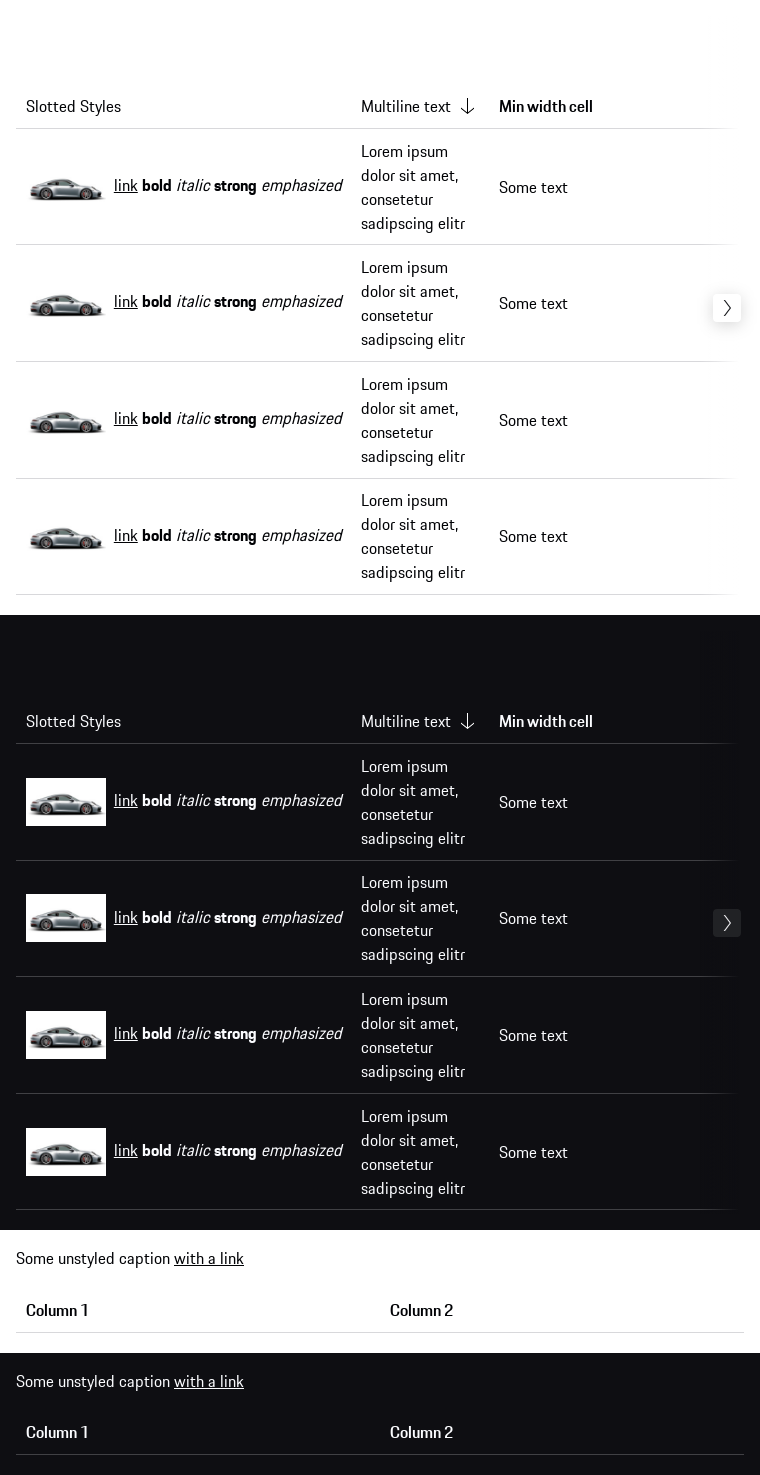 Slotted Styles Multiline text Min width cell
link bold italic strong emphasized
Lorem ipsum
dolor sit amet,
consetetur
sadipscing elitr
Some text
link bold italic strong emphasized
Lorem ipsum
dolor sit amet,
consetetur
sadipscing elitr
Some text
link bold italic strong emphasized
Lorem ipsum
dolor sit amet,
consetetur
sadipscing elitr
Some text
link bold italic strong emphasized
Lorem ipsum
dolor sit amet,
consetetur
sadipscing elitr
Some text
Slotted Styles Multiline text Min width cell
link bold italic strong emphasized
Lorem ipsum
dolor sit amet,
consetetur
sadipscing elitr
Some text
link bold italic strong emphasized
Lorem ipsum
dolor sit amet,
consetetur
sadipscing elitr
Some text
link bold italic strong emphasized
Lorem ipsum
dolor sit amet,
consetetur
sadipscing elitr
Some text
link bold italic strong emphasized
Lorem ipsum
dolor sit amet,
consetetur
sadipscing elitr
Some text
Some unstyled caption with a link
Column 1 Column 2
Some unstyled caption with a link
Column 1 Column 2